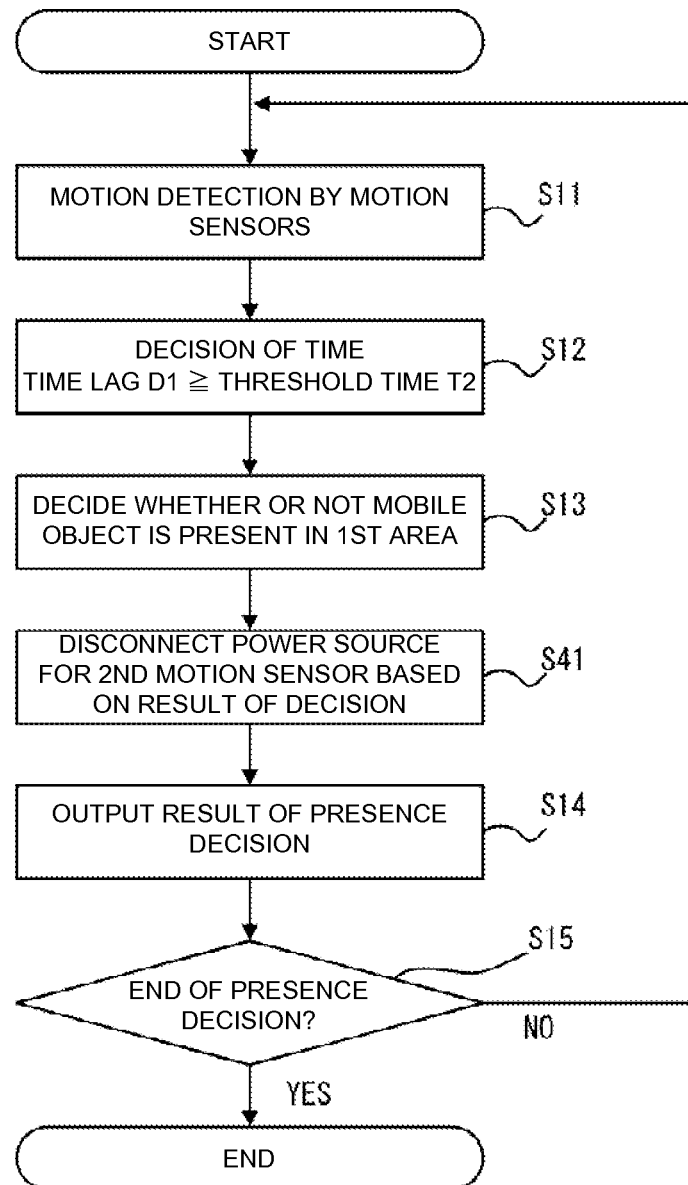 START
MOTION DETECTION BY MOTION
SENSORS
S11
DECISION OF TIME
TIME LAG D1 ≧ THRESHOLD TIME T2
S12
DECIDE WHETHER OR NOT MOBILE
OBJECT IS PRESENT IN 1ST AREA
S13
DISCONNECT POWER SOURCE
FOR 2ND MOTION SENSOR BASED
ON RESULT OF DECISION
S41
OUTPUT RESULT OF PRESENCE
DECISION
S14
S15
END OF PRESENCE
DECISION?
NO
YES
END